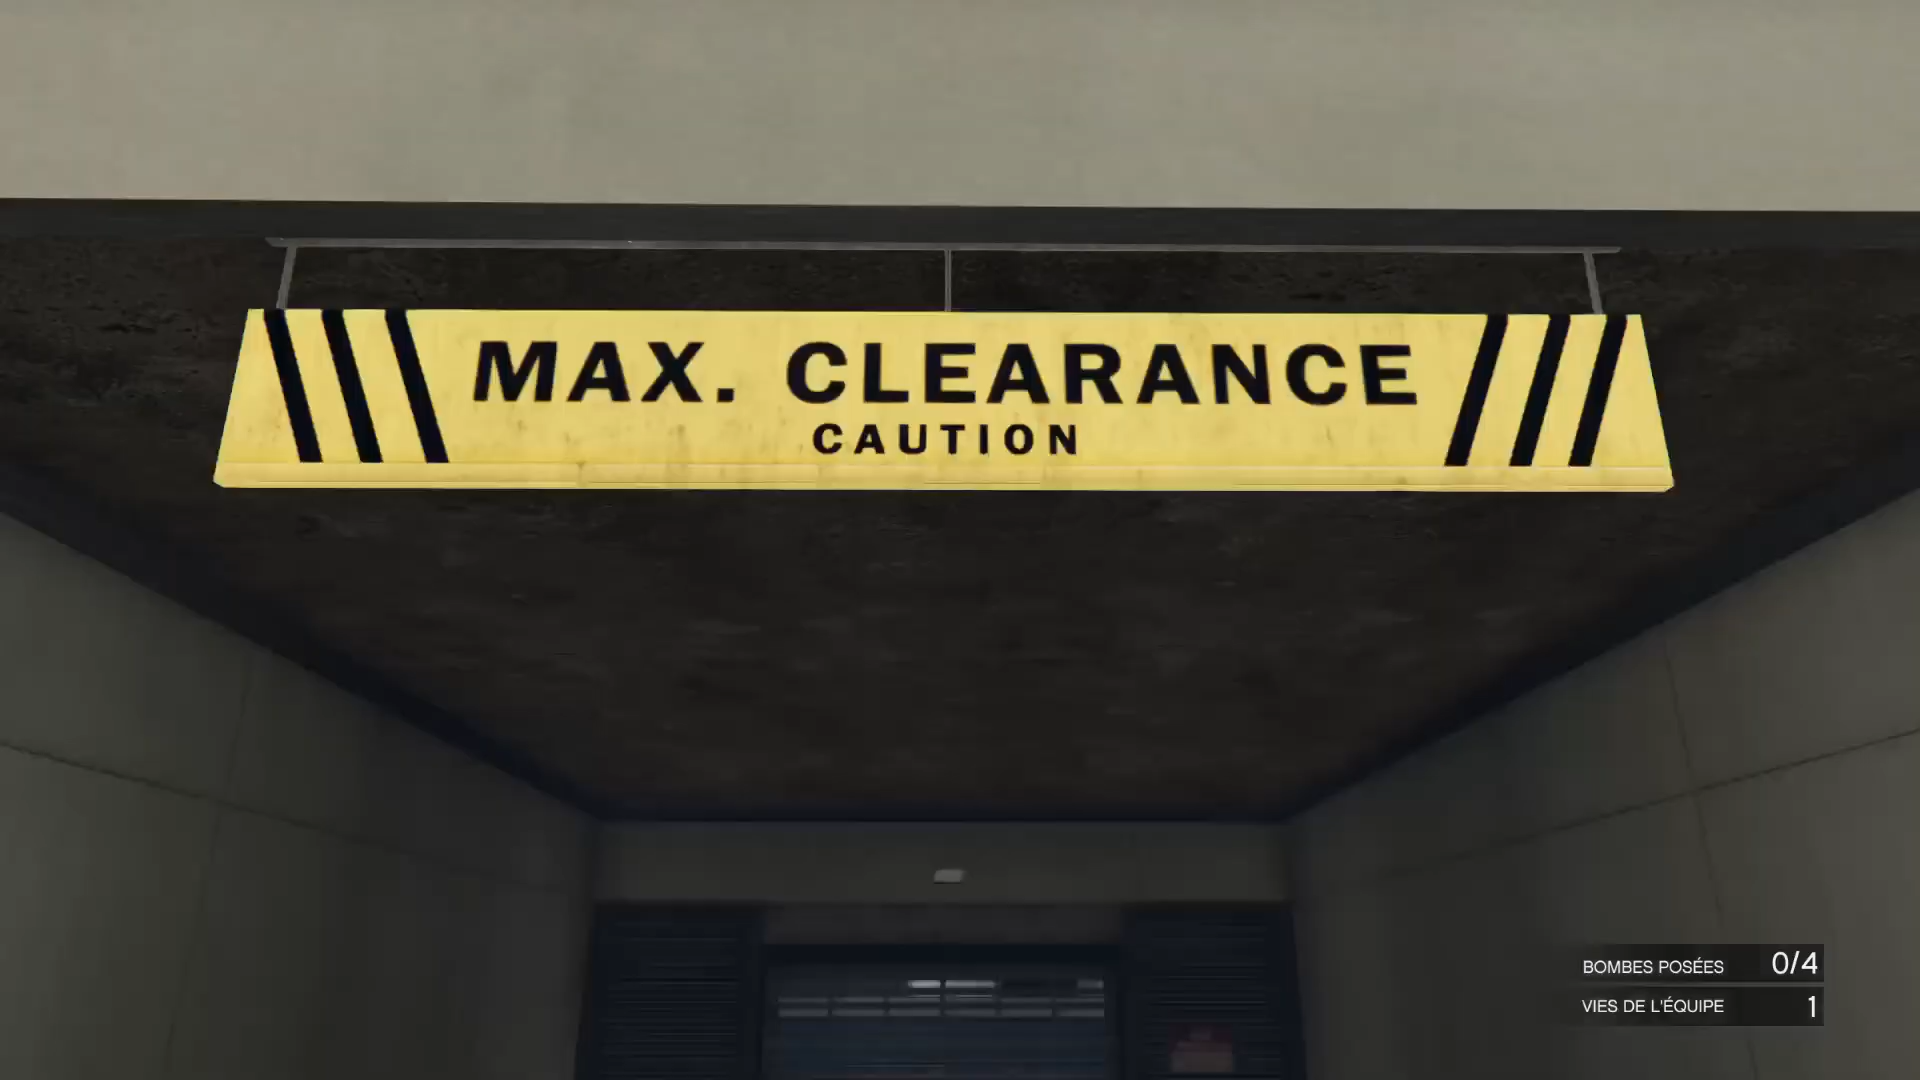 MAX. CLEARANCE
CAUTION
BOMBES POSÉES 0/4
VIES DE L'ÉQUIPE 1